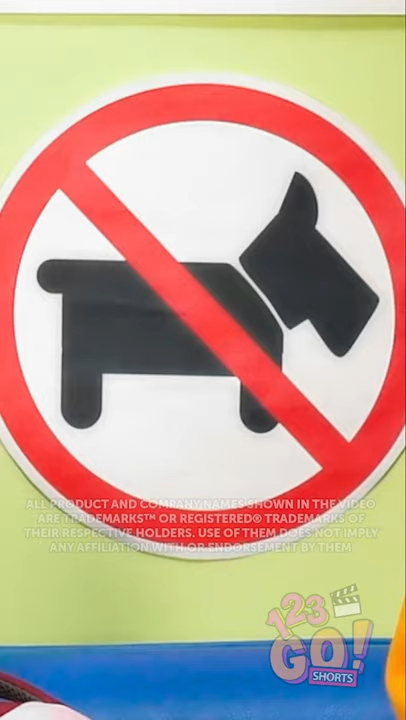 ALL PRODUCT AND COMPANY NAMES SHOWN IN THE VIDEO
ARE TRADEMARKS™ OR REGISTERED® TRADEMARKS OF
THEIR RESPECTIVE HOLDERS. USE OF THEM DOES NOT IMPLY
ANY AFFILIATION WITH OR ENDORSEMENT BY THEM
123
GO!
SHORTS